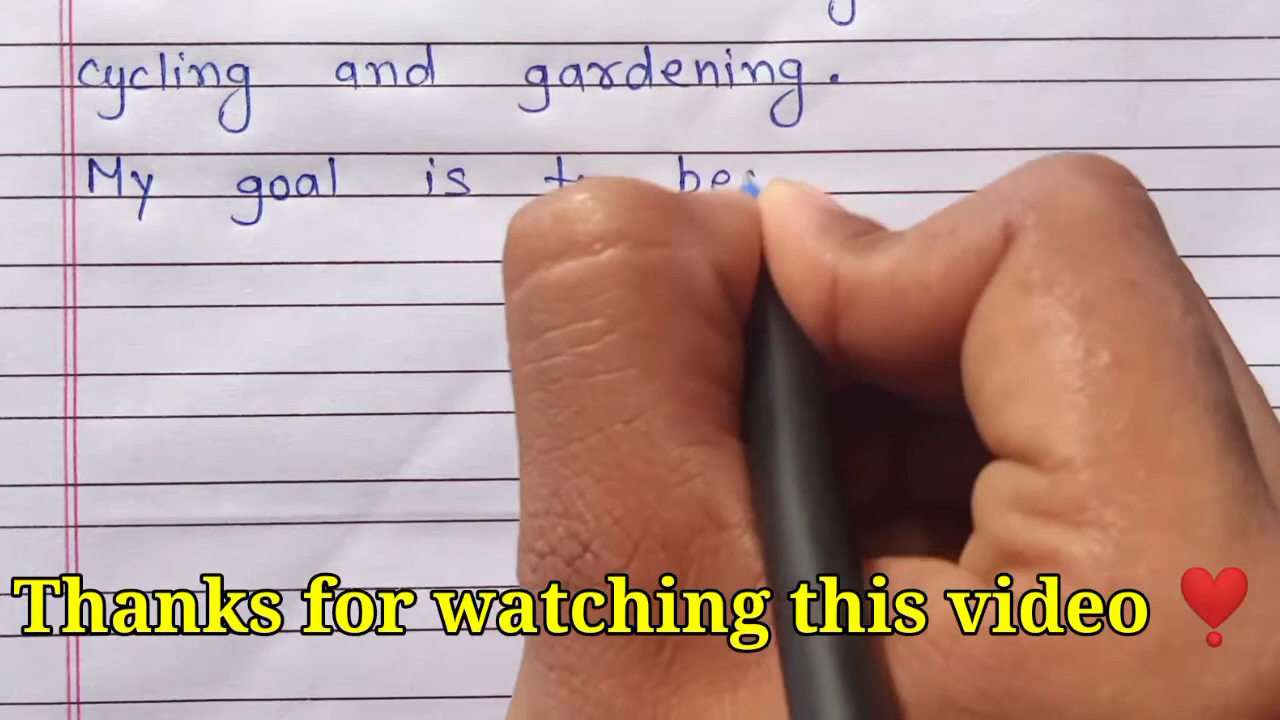 cycling and gardening.
My goal is
Thanks for watching this video ❣